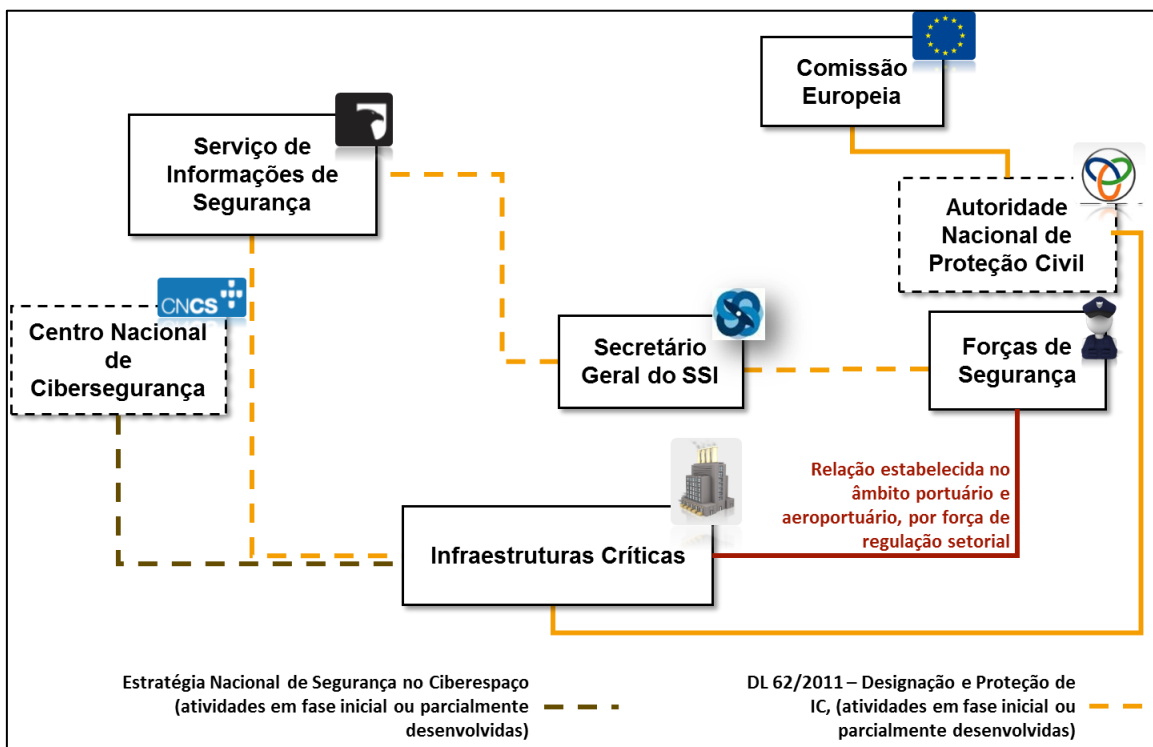 Comissão
Europeia
Serviço de
Informações de
Segurança
Autoridade
Nacional de
Proteção Civil
CNCS
Centro Nacional
de
Cibersegurança
Secretário
Geral do SSI
Forças de
Segurança
Relação estabelecida no
âmbito portuário e
aeroportuário, por força de
regulação setorial
Infraestruturas Críticas
Estratégia Nacional de Segurança no Ciberespaço
(atividades em fase inicial ou parcialmente
desenvolvidas)
DL 62/2011 – Designação e Proteção de
IC, (atividades em fase inicial ou
parcialmente desenvolvidas)